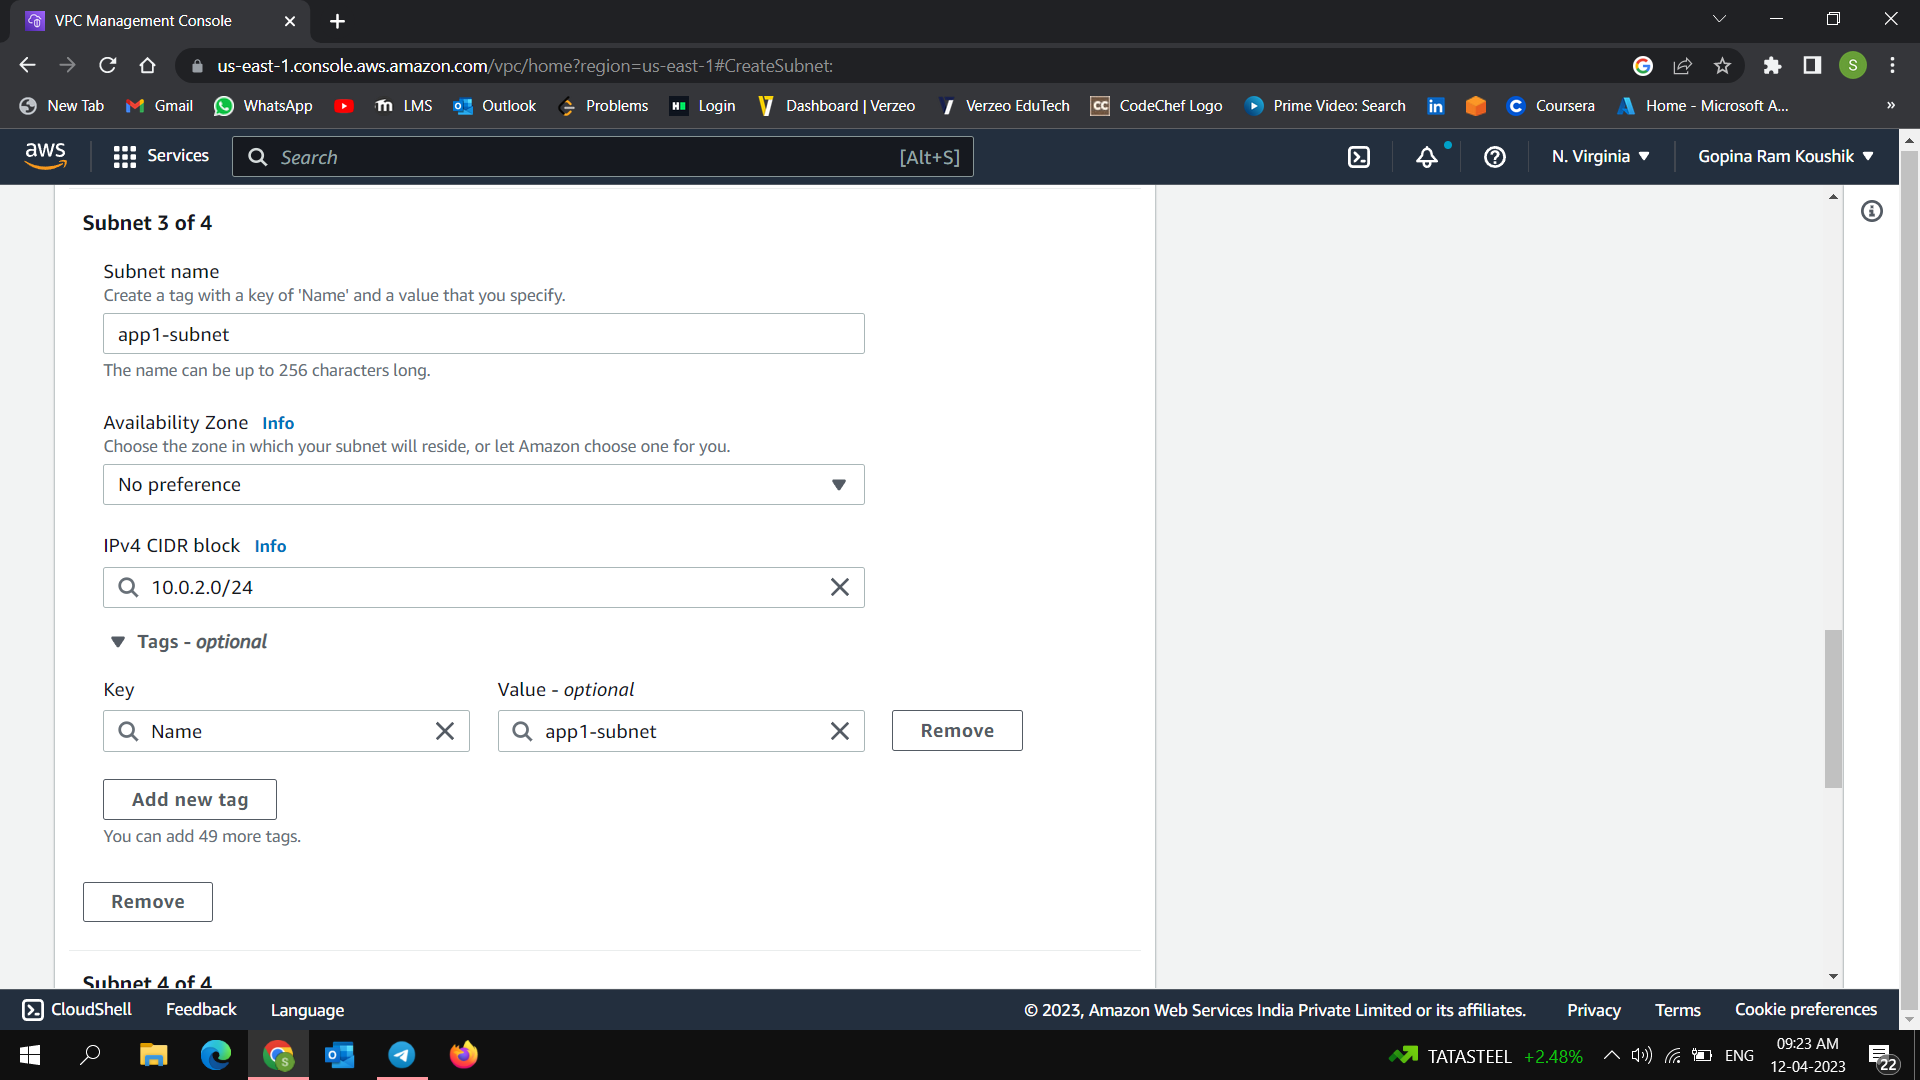 VPC Management Console
us-east-1.console.aws.amazon.com/vpc/home?region=us-east-1#CreateSubnet:
S
New Tab
Gmail
WhatsApp
LMS
Outlook
Problems
Login
Dashboard | Verzeo
Verzeo EduTech
CodeChef Logo
Prime Video: Search
Coursera
Home - Microsoft A...
»
aws
Services
Search
[Alt+S]
N. Virginia
Gopina Ram Koushik
Subnet 3 of 4
Subnet name
Create a tag with a key of 'Name' and a value that you specify.
app1-subnet
The name can be up to 256 characters long.
Availability Zone Info
Choose the zone in which your subnet will reside, or let Amazon choose one for you.
No preference
IPv4 CIDR block Info
10.0.2.0/24
Tags - optional
Key
Value - optional
Name
app1-subnet
Remove
Add new tag
You can add 49 more tags.
Remove
Subnet 4 of 4
CloudShell
Feedback
Language
© 2023, Amazon Web Services India Private Limited or its affiliates.
Privacy
Terms
Cookie preferences
TATASTEEL +2.48%
ENG
09:23 AM
12-04-2023
22